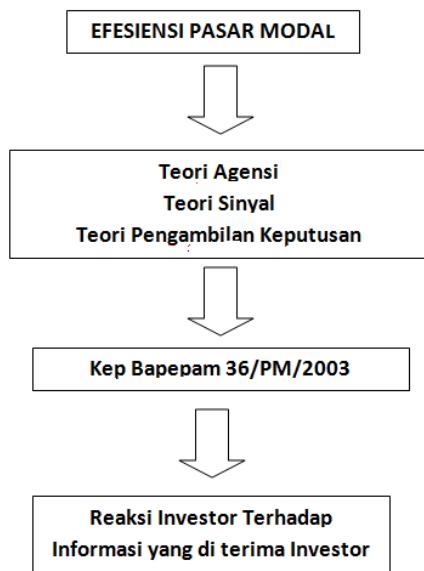 EFESIENSI PASAR MODAL
Teori Agensi
Teori Sinyal
Teori Pengambilan Keputusan
Kep Bapepam 36/PM/2003
Reaksi Investor Terhadap
Informasi yang di terima Investor